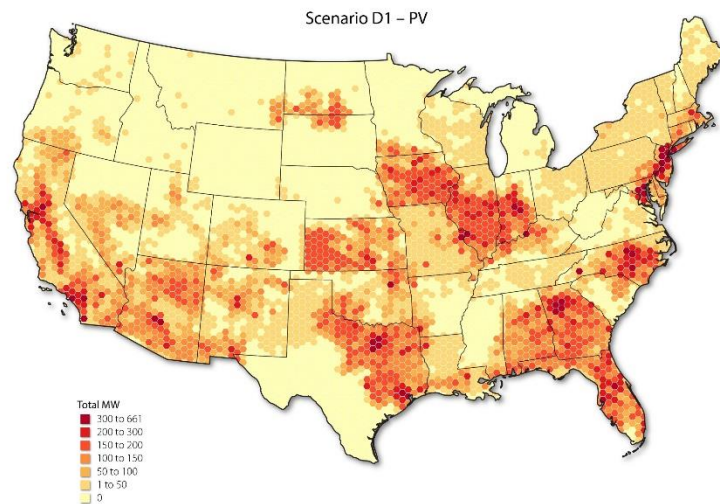 Scenario D1 – PV
Total MW
300 to 661
200 to 300
150 to 200
100 to 150
50 to 100
1 to 50
0